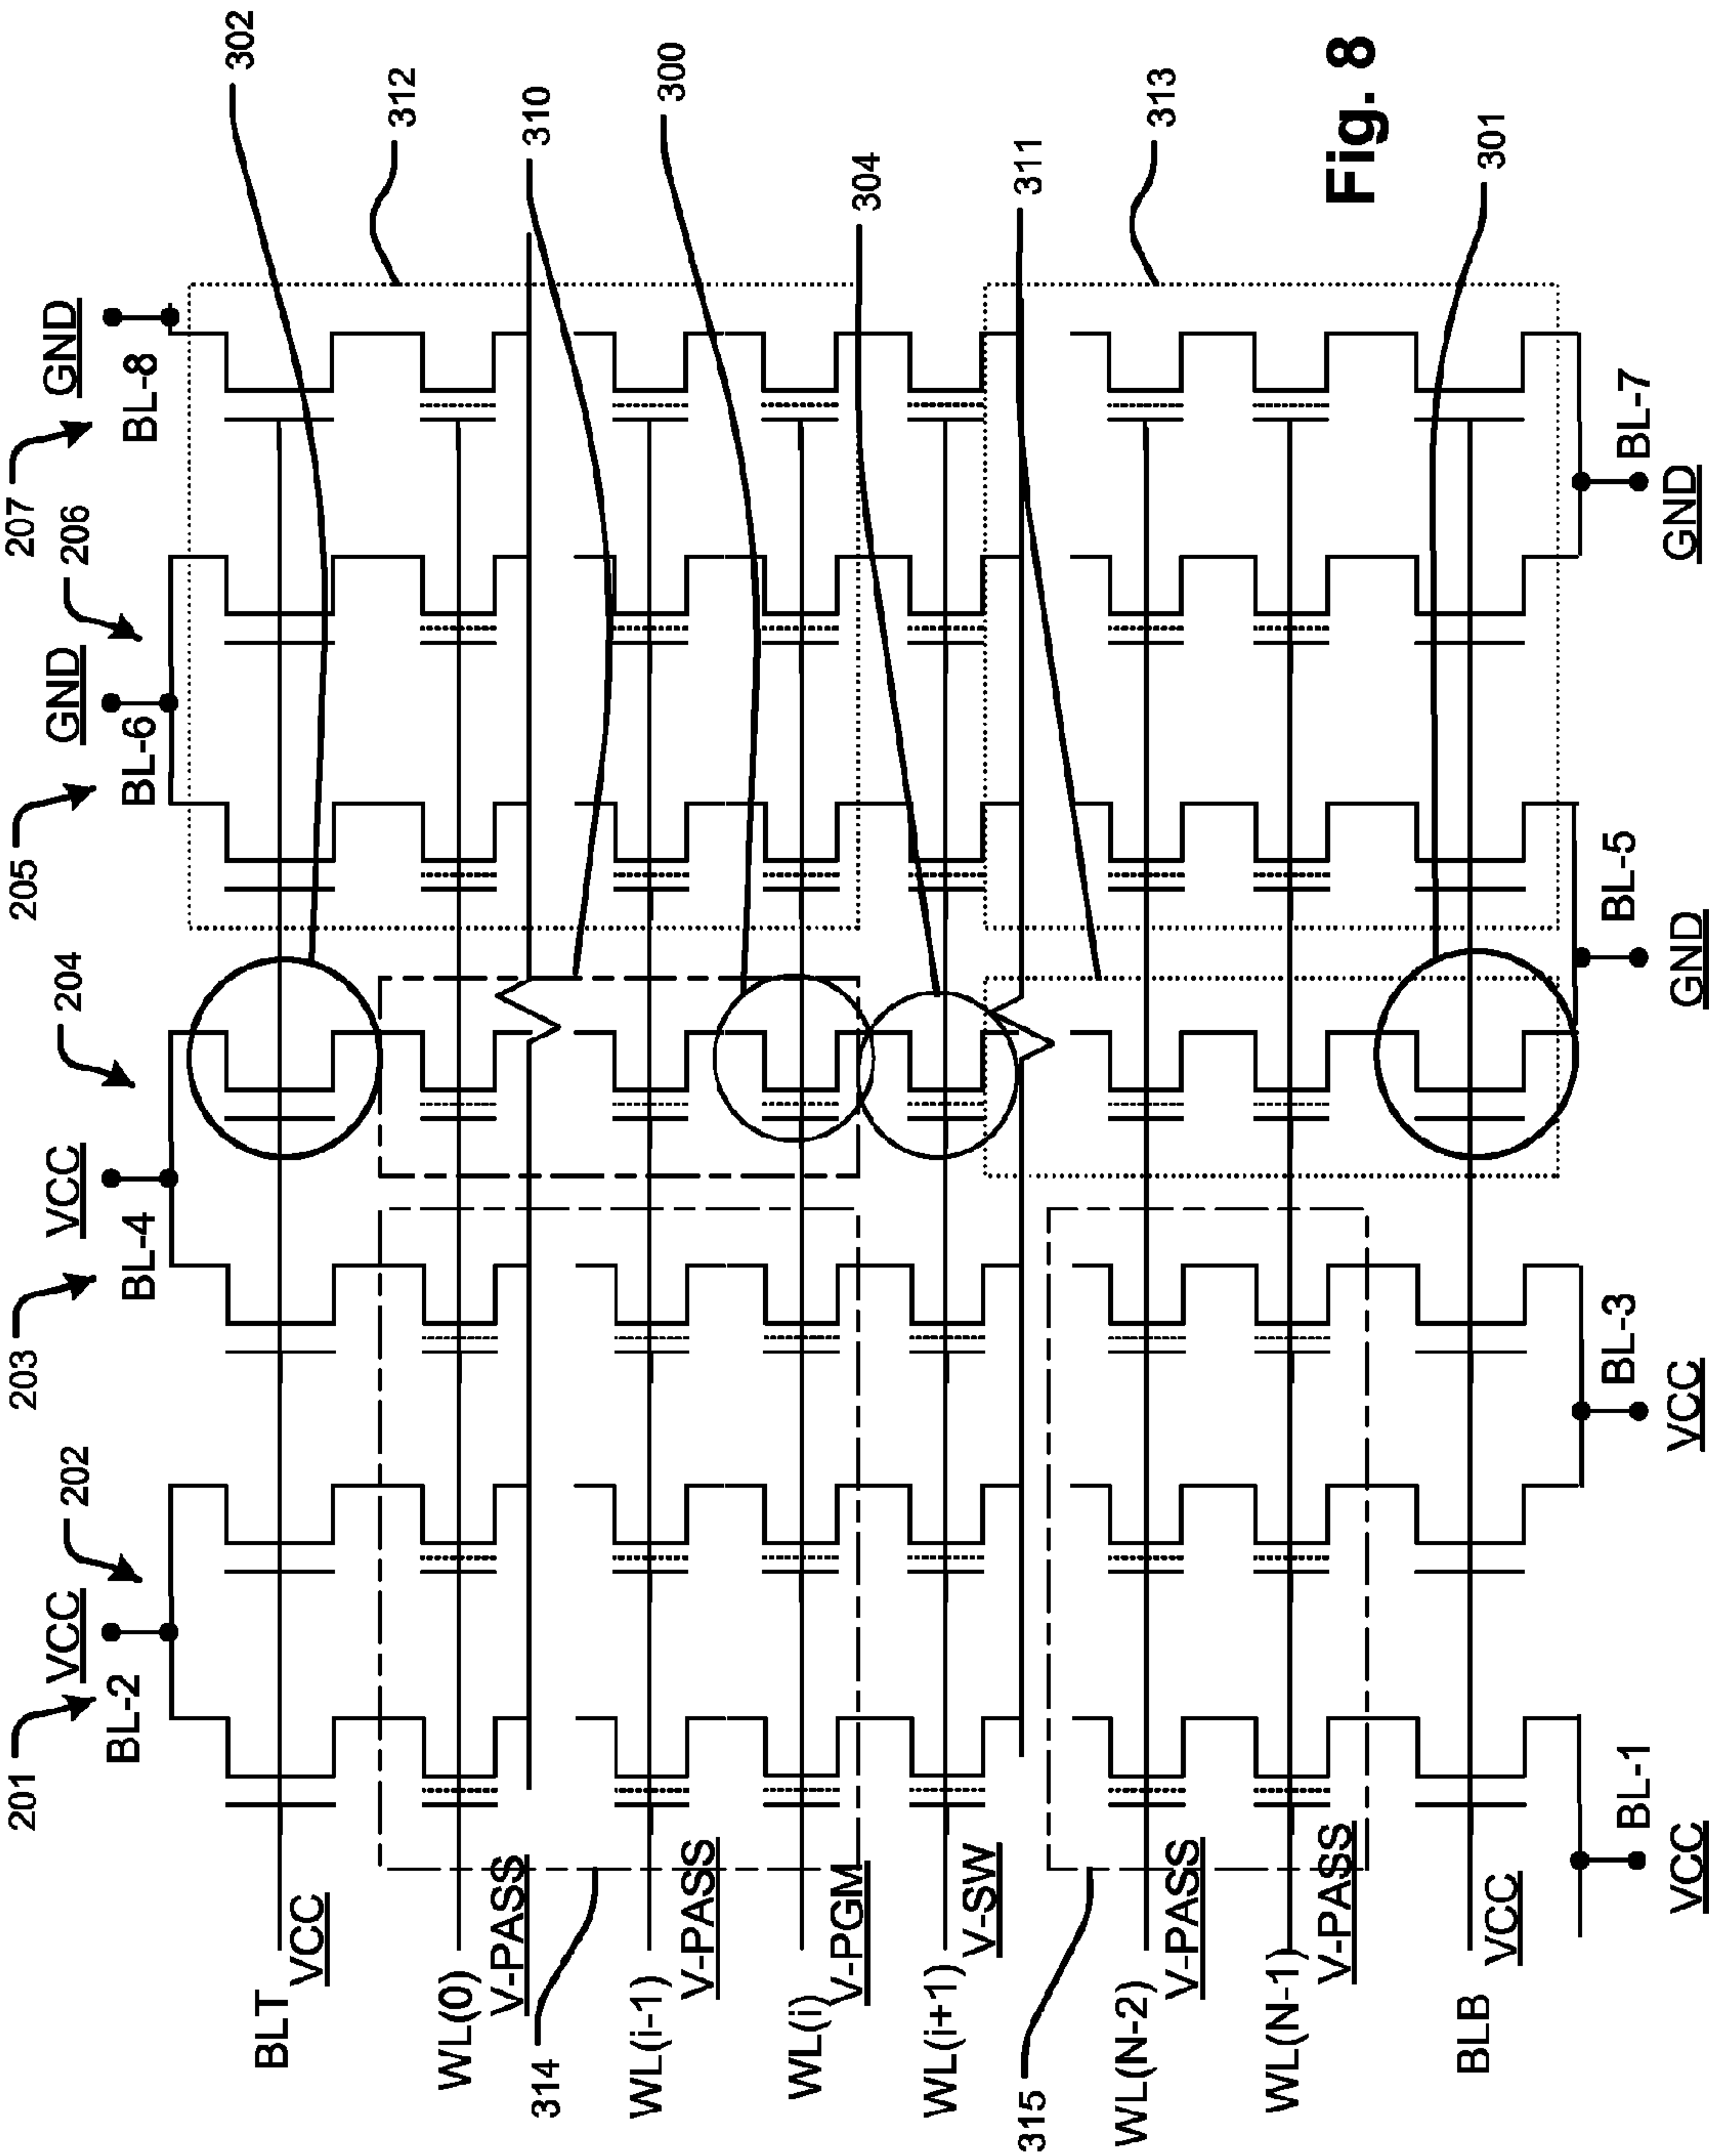 302
312
310
300
304
311
313
Fig. 8
301
GND
BL-8
207
206
GND
BL-6
205
204
VCC
BL-4
203
202
VCC
BL-2
201
BL-7
GND
BL-5
GND
BL-3
VCC
BL-1
VCC
BLT
VCC
WL(0)
V-PASS
314
WL(i-1)
V-PASS
WL(i)
V-PGM
WL(i+1)
V-SW
315
WL(N-2)
V-PASS
WL(N-1)
V-PASS
BLB
VCC